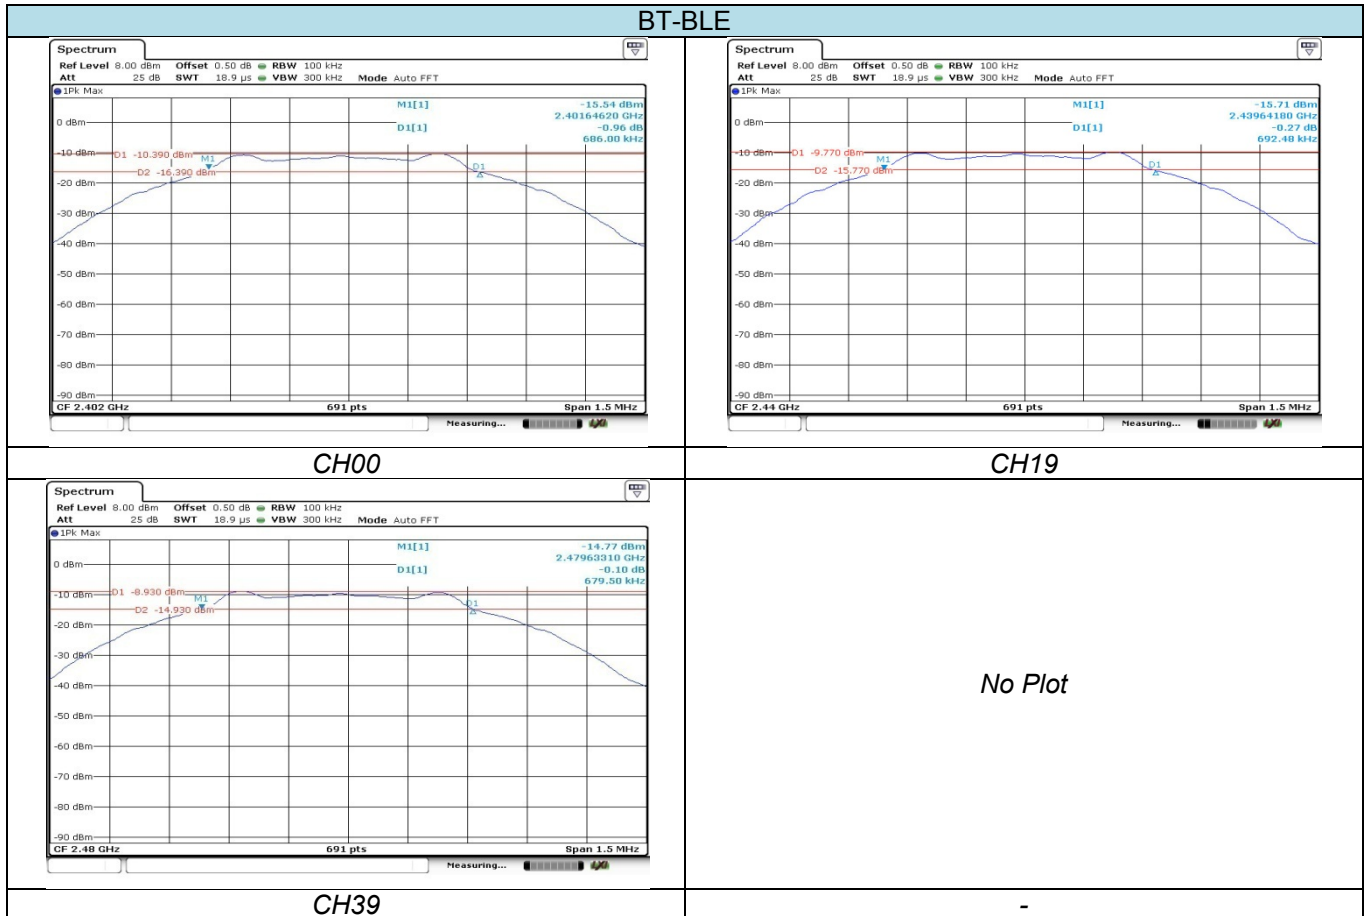 BT-BLE
Spectrum
Ref Level 8.00 dBm Offset 0.50 dB RBW 100 kHz
Att 25 dB SWT 18.9 µs VBW 300 kHz Mode Auto FFT
1Pk Max
M1[1] -15.54 dBm
2.40164620 GHz
0 dBm
D1[1] -0.96 dB
686.00 kHz
-10 dBm
D1 -10.390 dBm
M1
D1
D2 -16.390 dBm
-20 dBm
-30 dBm
-40 dBm
-50 dBm
-60 dBm
-70 dBm
-80 dBm
-90 dBm
CF 2.402 GHz 691 pts Span 1.5 MHz
Measuring...
CH00
Spectrum
Ref Level 8.00 dBm Offset 0.50 dB RBW 100 kHz
Att 25 dB SWT 18.9 µs VBW 300 kHz Mode Auto FFT
1Pk Max
M1[1] -15.71 dBm
2.43964180 GHz
0 dBm
D1[1] -0.27 dB
692.48 kHz
-10 dBm
D1 -9.770 dBm
M1
D1
D2 -15.770 dBm
-20 dBm
-30 dBm
-40 dBm
-50 dBm
-60 dBm
-70 dBm
-80 dBm
-90 dBm
CF 2.44 GHz 691 pts Span 1.5 MHz
Measuring...
CH19
Spectrum
Ref Level 8.00 dBm Offset 0.50 dB RBW 100 kHz
Att 25 dB SWT 18.9 µs VBW 300 kHz Mode Auto FFT
1Pk Max
M1[1] -14.77 dBm
2.47963310 GHz
0 dBm
D1[1] -0.10 dB
679.50 kHz
-10 dBm
D1 -8.930 dBm
M1
D1
D2 -14.930 dBm
-20 dBm
-30 dBm
-40 dBm
-50 dBm
-60 dBm
-70 dBm
-80 dBm
-90 dBm
CF 2.48 GHz 691 pts Span 1.5 MHz
Measuring...
CH39
No Plot
-